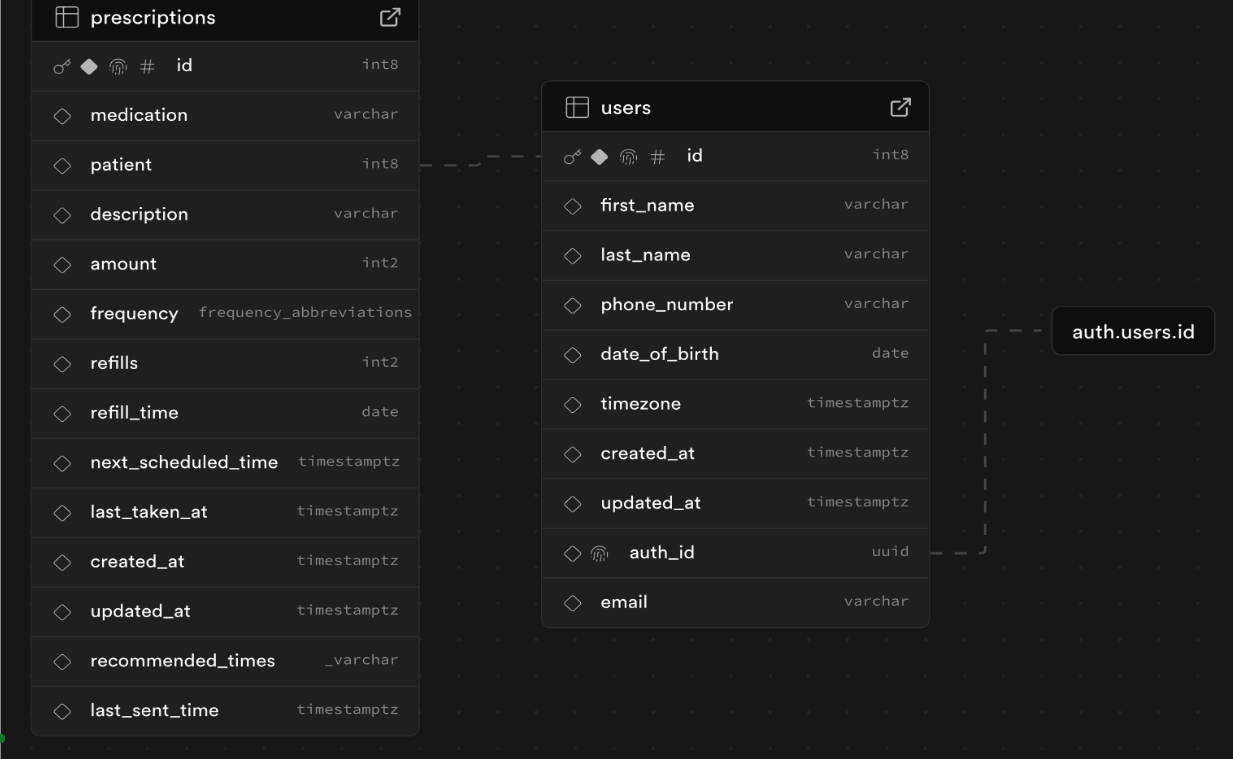 prescriptions
# id int8
medication varchar
patient int8
description varchar
amount int2
frequency frequency_abbreviations
refills int2
refill_time date
next_scheduled_time timestamptz
last_taken_at timestamptz
created_at timestamptz
updated_at timestamptz
recommended_times _varchar
last_sent_time timestamptz
users
# id int8
first_name varchar
last_name varchar
phone_number varchar
date_of_birth date
timezone timestamptz
created_at timestamptz
updated_at timestamptz
auth_id uuid
email varchar
auth.users.id